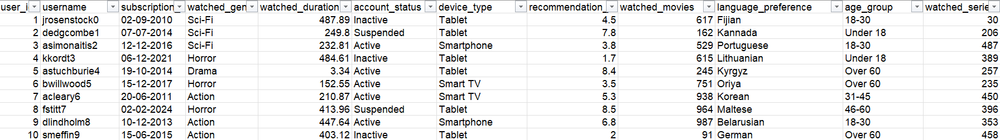 user_i username subscription_ watched_gen watched_duration account_status device_type recommendation_ watched_movies language_preference age_group watched_serie
1 jrosenstock0 02-09-2010 Sci-Fi 487.89 Inactive Tablet 4.5 617 Fijian 18-30 30
2 dedgcombe1 07-07-2014 Sci-Fi 249.8 Suspended Tablet 7.8 162 Kannada Under 18 206
3 asimonaitis2 12-12-2016 Sci-Fi 232.81 Active Smartphone 3.8 529 Portuguese 18-30 487
4 kkordt3 06-12-2021 Horror 484.61 Inactive Tablet 1.7 615 Lithuanian Under 18 389
5 astuchburie4 19-10-2014 Drama 3.34 Active Tablet 8.4 245 Kyrgyz Over 60 257
6 bwillwood5 15-12-2017 Horror 152.55 Active Smart TV 3.5 751 Oriya Over 60 235
7 acleary6 20-06-2011 Action 210.87 Active Smart TV 5.3 938 Korean 31-45 450
8 fstitt7 02-02-2024 Horror 413.96 Suspended Tablet 8.5 964 Maltese 46-60 396
9 dlindholm8 10-12-2013 Action 447.64 Active Smartphone 6.8 987 Belarusian 18-30 353
10 smeffin9 15-06-2015 Action 403.12 Inactive Tablet 2 91 German Over 60 458